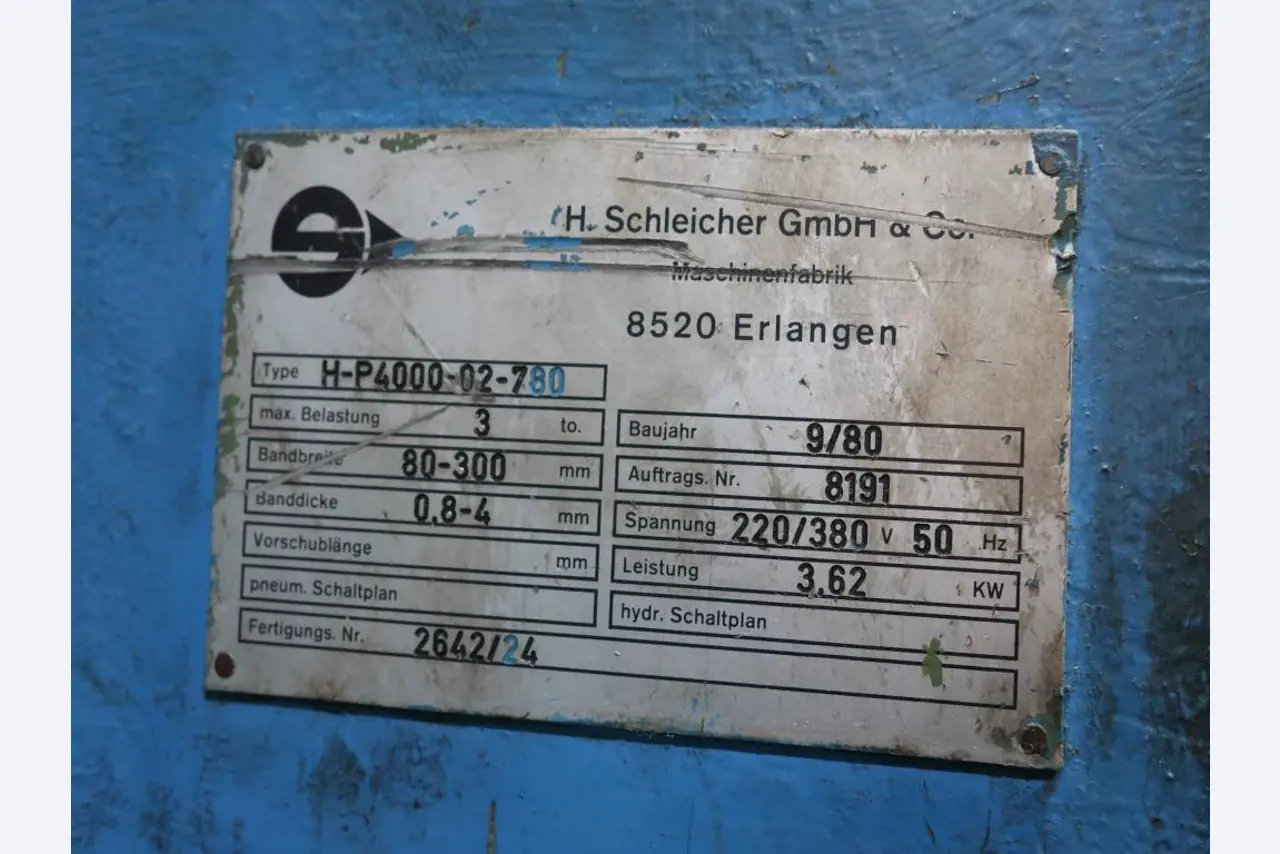 H. Schleicher GmbH & Co.
Maschinenfabrik
8520 Erlangen
Type H-P4000-02-780
max. Belastung 3 to.
Bandbreite 80-300 mm
Banddicke 0,8-4 mm
Vorschublänge mm
pneum. Schaltplan
Baujahr 9/80
Auftrags. Nr. 8191
Spannung 220/380 V 50 Hz
Leistung 3,62 KW
hydr. Schaltplan
Fertigungs. Nr. 2642/24